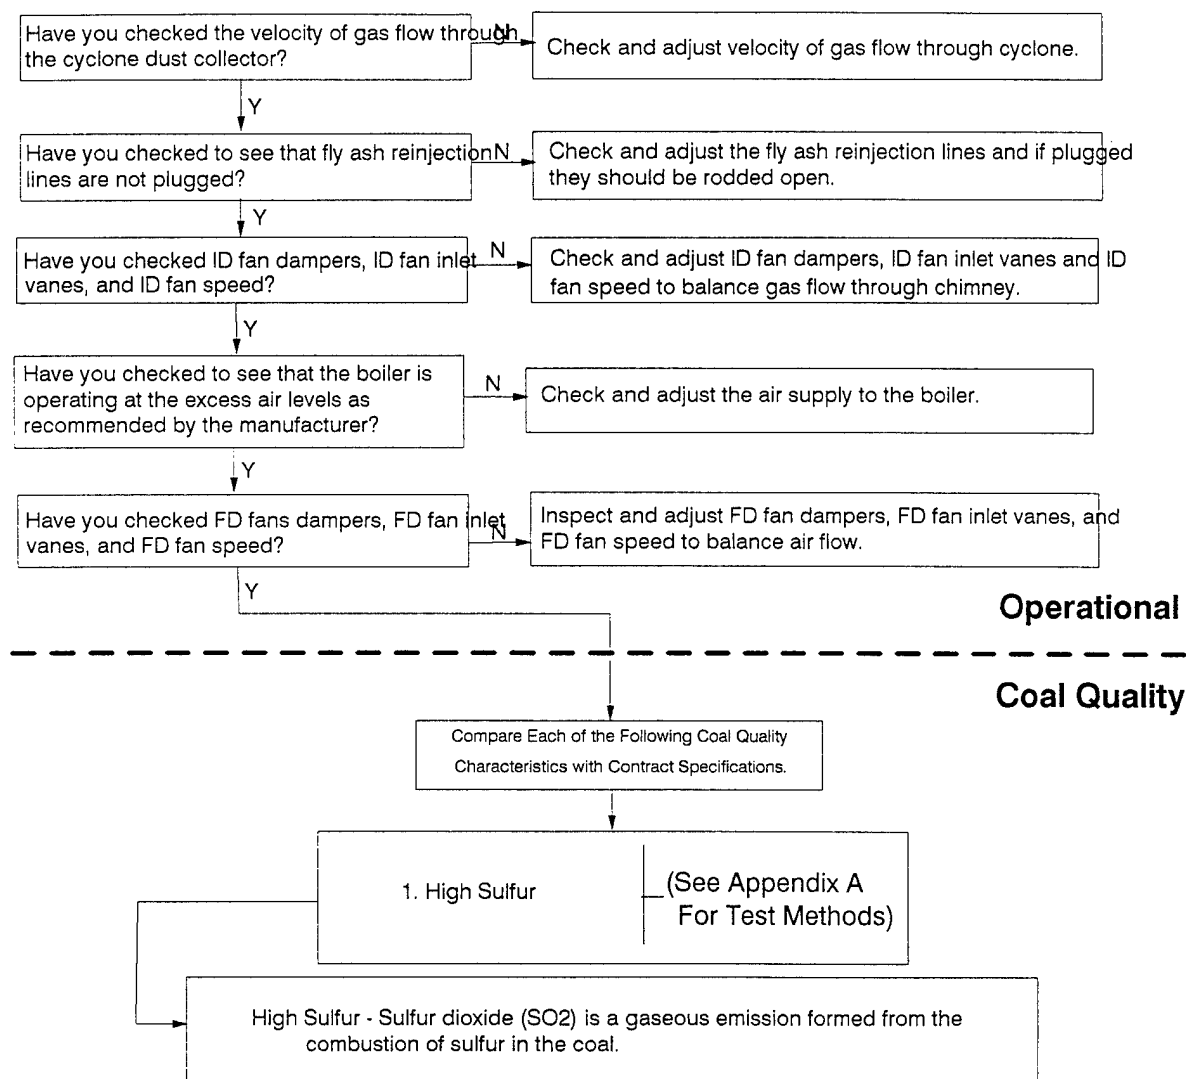 Have you checked the velocity of gas flow through
the cyclone dust collector?
N
Check and adjust velocity of gas flow through cyclone.
Y
Have you checked to see that fly ash reinjection
lines are not plugged?
N
Check and adjust the fly ash reinjection lines and if plugged
they should be rodded open.
Y
Have you checked ID fan dampers, ID fan inlet
vanes, and ID fan speed?
N
Check and adjust ID fan dampers, ID fan inlet vanes and ID
fan speed to balance gas flow through chimney.
Y
Have you checked to see that the boiler is
operating at the excess air levels as
recommended by the manufacturer?
N
Check and adjust the air supply to the boiler.
Y
Have you checked FD fans dampers, FD fan inlet
vanes, and FD fan speed?
N
Inspect and adjust FD fan dampers, FD fan inlet vanes, and
FD fan speed to balance air flow.
Y
Operational
Coal Quality
Compare Each of the Following Coal Quality
Characteristics with Contract Specifications.
1. High Sulfur
(See Appendix A
For Test Methods)
High Sulfur - Sulfur dioxide (SO2) is a gaseous emission formed from the
combustion of sulfur in the coal.